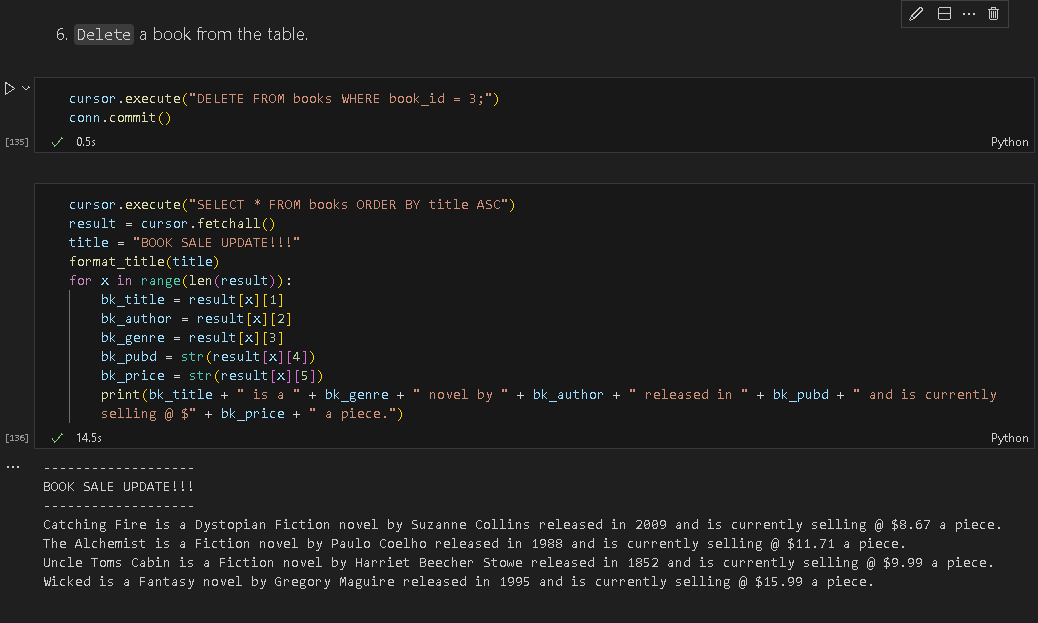 6. Delete a book from the table.
cursor.execute("DELETE FROM books WHERE book_id = 3;")
conn.commit()
[135]
0.5s
Python
cursor.execute("SELECT * FROM books ORDER BY title ASC")
result = cursor.fetchall()
title = "BOOK SALE UPDATE!!!"
format_title(title)
for x in range(len(result)):
    bk_title = result[x][1]
    bk_author = result[x][2]
    bk_genre = result[x][3]
    bk_pubd = str(result[x][4])
    bk_price = str(result[x][5])
    print(bk_title + " is a " + bk_genre + " novel by " + bk_author + " released in " + bk_pubd + " and is currently
    selling @ $" + bk_price + " a piece.")
[136]
14.5s
Python
-------------------
BOOK SALE UPDATE!!!
-------------------
Catching Fire is a Dystopian Fiction novel by Suzanne Collins released in 2009 and is currently selling @ $8.67 a piece.
The Alchemist is a Fiction novel by Paulo Coelho released in 1988 and is currently selling @ $11.71 a piece.
Uncle Toms Cabin is a Fiction novel by Harriet Beecher Stowe released in 1852 and is currently selling @ $9.99 a piece.
Wicked is a Fantasy novel by Gregory Maguire released in 1995 and is currently selling @ $15.99 a piece.